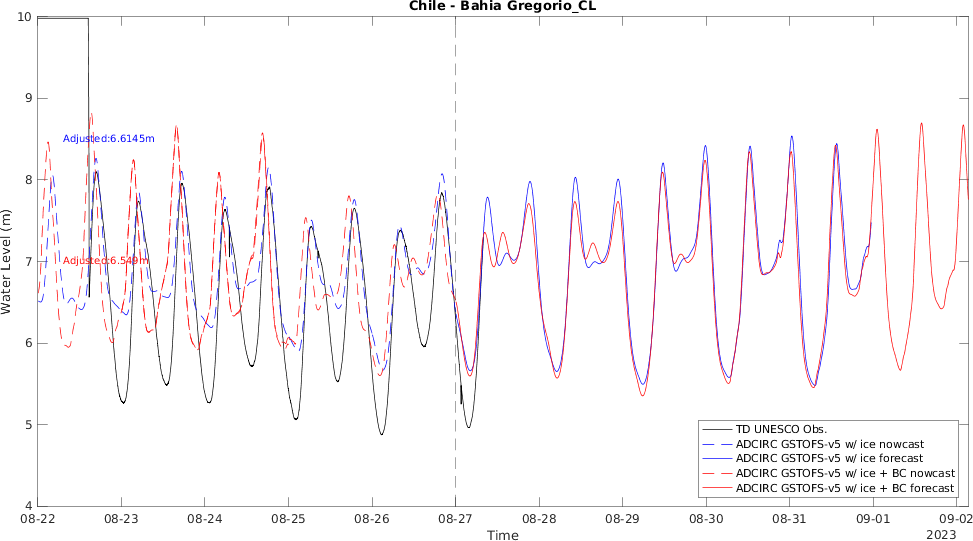 Chile - Bahia Gregorio_CL
10
9
8
7
6
5
4
Water Level (m)
Adjusted:6.6145m
Adjusted:6.549m
TD UNESCO Obs.
ADCIRC GSTOFS-v5 w/ ice nowcast
ADCIRC GSTOFS-v5 w/ ice forecast
ADCIRC GSTOFS-v5 w/ ice + BC nowcast
ADCIRC GSTOFS-v5 w/ ice + BC forecast
08-22 08-23 08-24 08-25 08-26 08-27 08-28 08-29 08-30 08-31 09-01 09-02
Time
2023